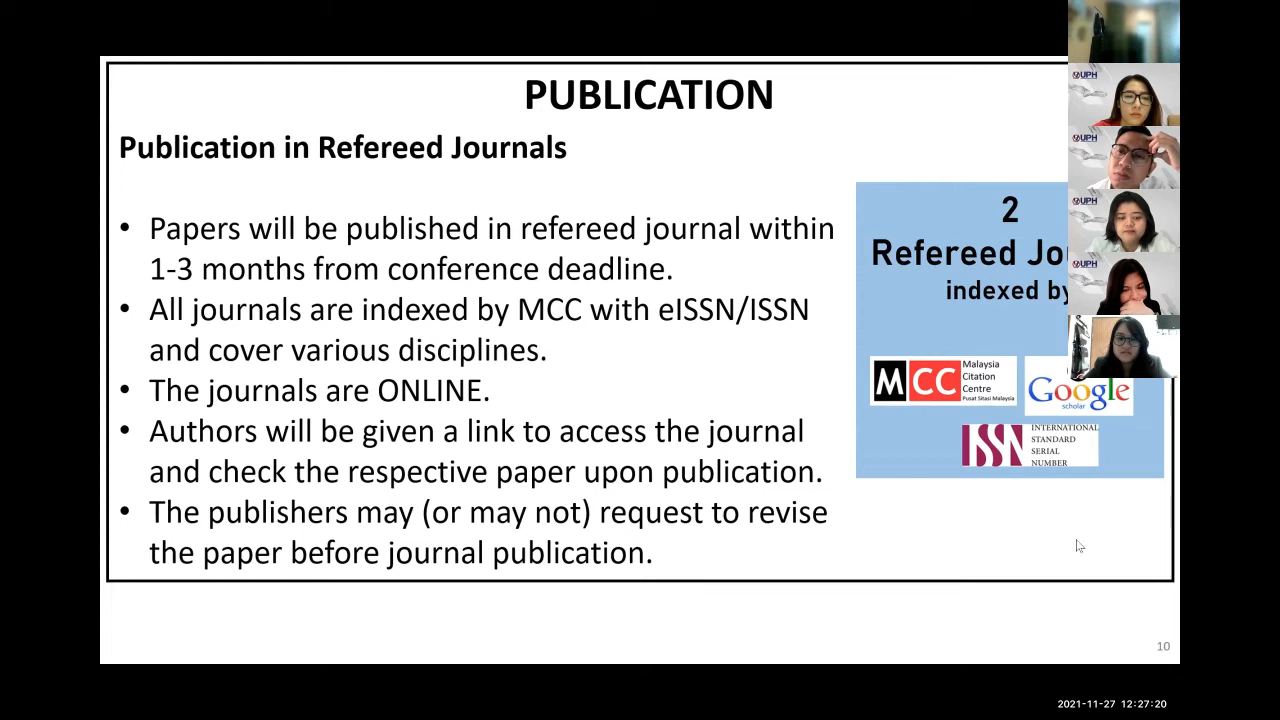 PUBLICATION
Publication in Refereed Journals
• Papers will be published in refereed journal within
1-3 months from conference deadline.
• All journals are indexed by MCC with eISSN/ISSN
and cover various disciplines.
• The journals are ONLINE.
• Authors will be given a link to access the journal
and check the respective paper upon publication.
• The publishers may (or may not) request to revise
the paper before journal publication.
2
Refereed Jo
indexed by
MCC
Malaysia
Citation
Centre
Pusat Sitasi Malaysia
Google
scholar
ISSN
INTERNATIONAL
STANDARD
SERIAL
NUMBER
UPH
UPH
UPH
UPH
10
2021-11-27 12:27:20